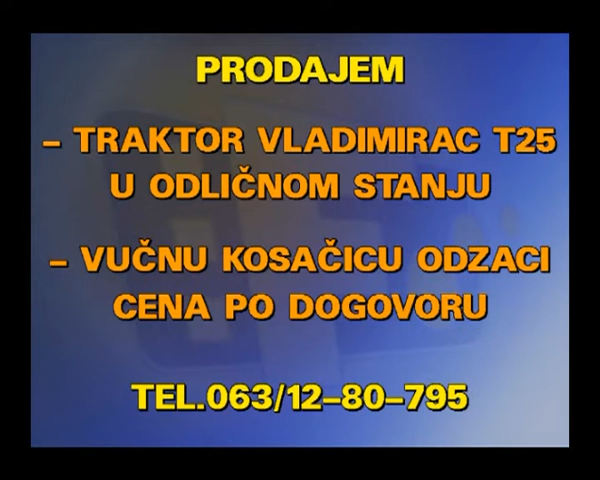 PRODAJEM
– TRAKTOR VLADIMIRAC T25
U ODLIČNOM STANJU
– VUČNU KOSAČICU ODZACI
CENA PO DOGOVORU
TEL.063/12–80–795